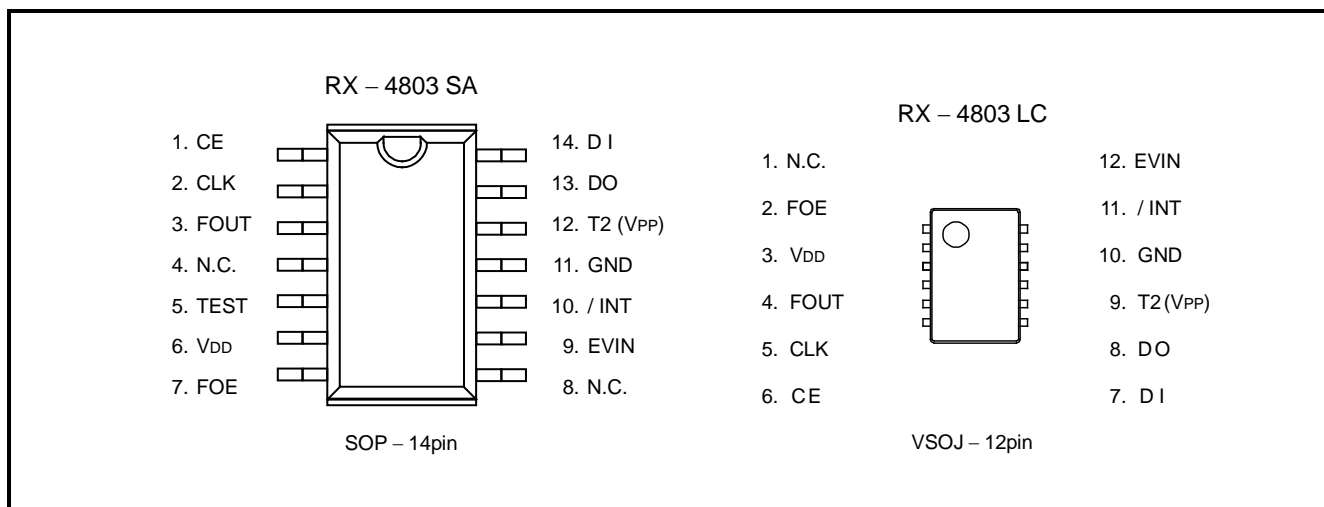 RX – 4803 SA
1. CE
2. CLK
3. FOUT
4. N.C.
5. TEST
6. VDD
7. FOE
14. D I
13. DO
12. T2 (VPP)
11. GND
10. / INT
9. EVIN
8. N.C.
SOP – 14pin
RX – 4803 LC
1. N.C.
2. FOE
3. VDD
4. FOUT
5. CLK
6. CE
12. EVIN
11. / INT
10. GND
9. T2 (VPP)
8. DO
7. D I
VSOJ – 12pin